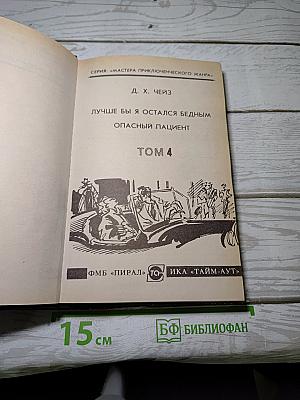 СЕРИЯ: «МАСТЕРА ПРИКЛЮЧЕНЧЕСКОГО ЖАНРА»
Д. Х. ЧЕЙЗ
ЛУЧШЕ БЫ Я ОСТАЛСЯ БЕДНЫМ
ОПАСНЫЙ ПАЦИЕНТ
ТОМ 4
ФМБ «ПИРАЛ» ТО ИКА «ТАЙМ-АУТ»
15 см БФ БИБЛИОФАН